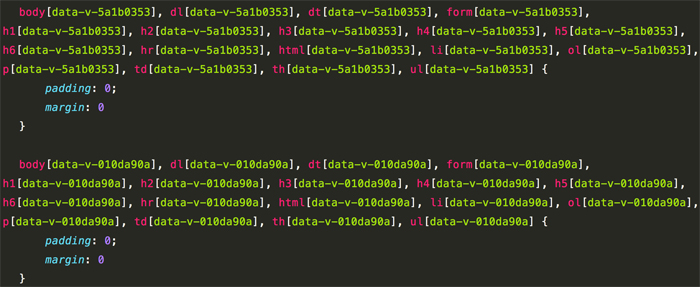 body[data-v-5a1b0353], dl[data-v-5a1b0353], dt[data-v-5a1b0353], form[data-v-5a1b0353],
h1[data-v-5a1b0353], h2[data-v-5a1b0353], h3[data-v-5a1b0353], h4[data-v-5a1b0353], h5[data-v-5a1b0353],
h6[data-v-5a1b0353], hr[data-v-5a1b0353], html[data-v-5a1b0353], li[data-v-5a1b0353], ol[data-v-5a1b0353],
p[data-v-5a1b0353], td[data-v-5a1b0353], th[data-v-5a1b0353], ul[data-v-5a1b0353] {
padding: 0;
margin: 0
}
body[data-v-010da90a], dl[data-v-010da90a], dt[data-v-010da90a], form[data-v-010da90a],
h1[data-v-010da90a], h2[data-v-010da90a], h3[data-v-010da90a], h4[data-v-010da90a], h5[data-v-010da90a],
h6[data-v-010da90a], hr[data-v-010da90a], html[data-v-010da90a], li[data-v-010da90a], ol[data-v-010da90a],
p[data-v-010da90a], td[data-v-010da90a], th[data-v-010da90a], ul[data-v-010da90a] {
padding: 0;
margin: 0
}